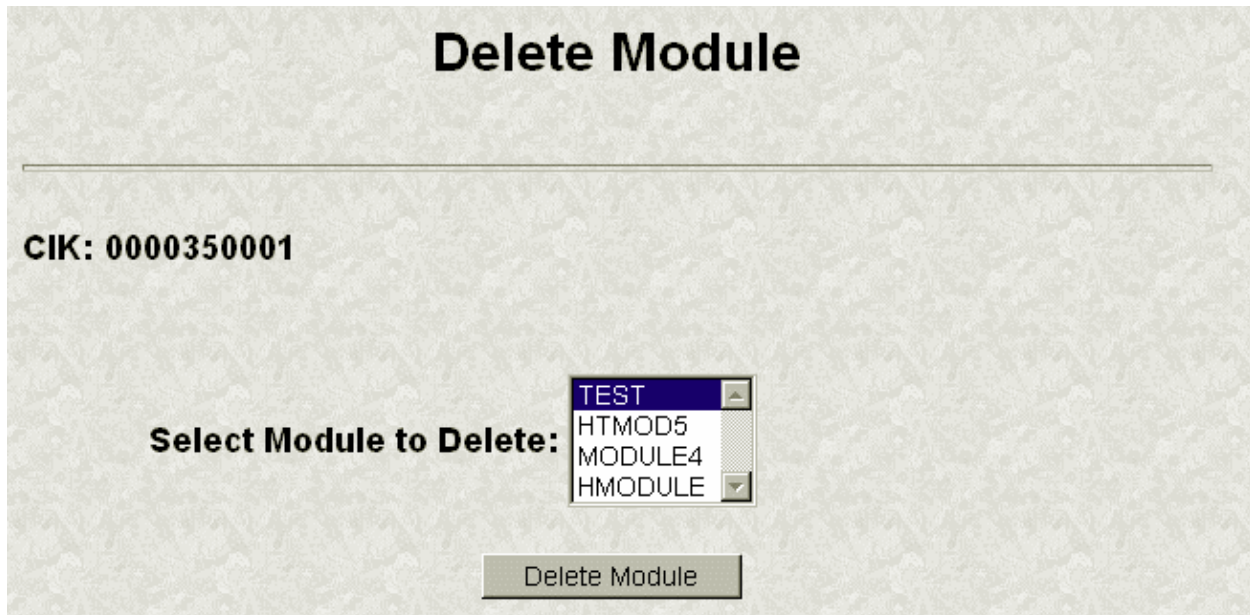 Delete Module
CIK: 0000350001
Select Module to Delete:
TEST
HTMOD5
MODULE4
HMODULE
Delete Module